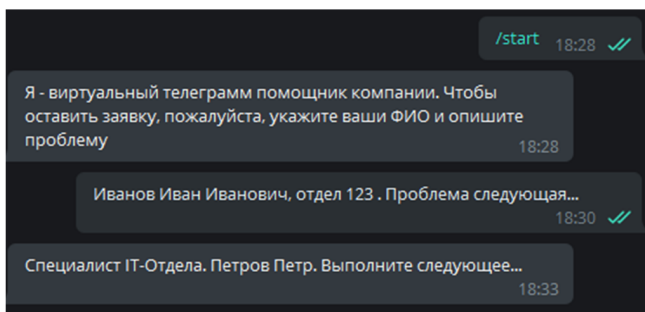 /start 18:28
Я - виртуальный телеграмм помощник компании. Чтобы
оставить заявку, пожалуйста, укажите ваши ФИО и опишите
проблему 18:28
Иванов Иван Иванович, отдел 123 . Проблема следующая...
18:30
Специалист IT-Отдела. Петров Петр. Выполните следующее...
18:33